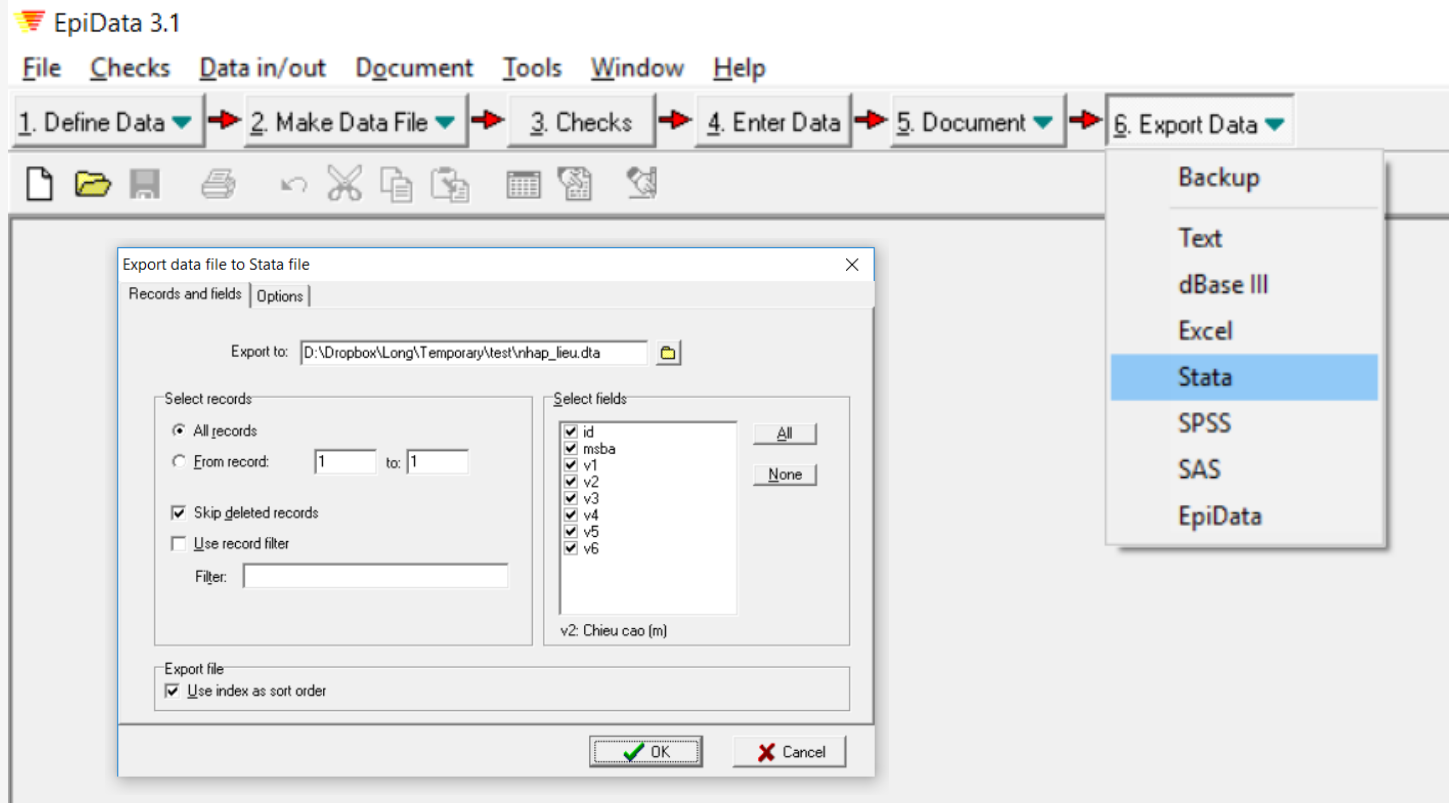 EpiData 3.1
File Checks Data in/out Document Tools Window Help
1. Define Data 2. Make Data File 3. Checks 4. Enter Data 5. Document 6. Export Data
Backup
Text
dBase III
Excel
Stata
SPSS
SAS
EpiData
Export data file to Stata file
Records and fields Options
Export to: D:\Dropbox\Long\Temporary\test\nhap_lieu.dta
Select records
All records
From record: 1 to: 1
Skip deleted records
Use record filter
Filter:
Select fields
id
msba
v1
v2
v3
v4
v5
v6
All
None
v2: Chieu cao (m)
Export file
Use index as sort order
OK Cancel